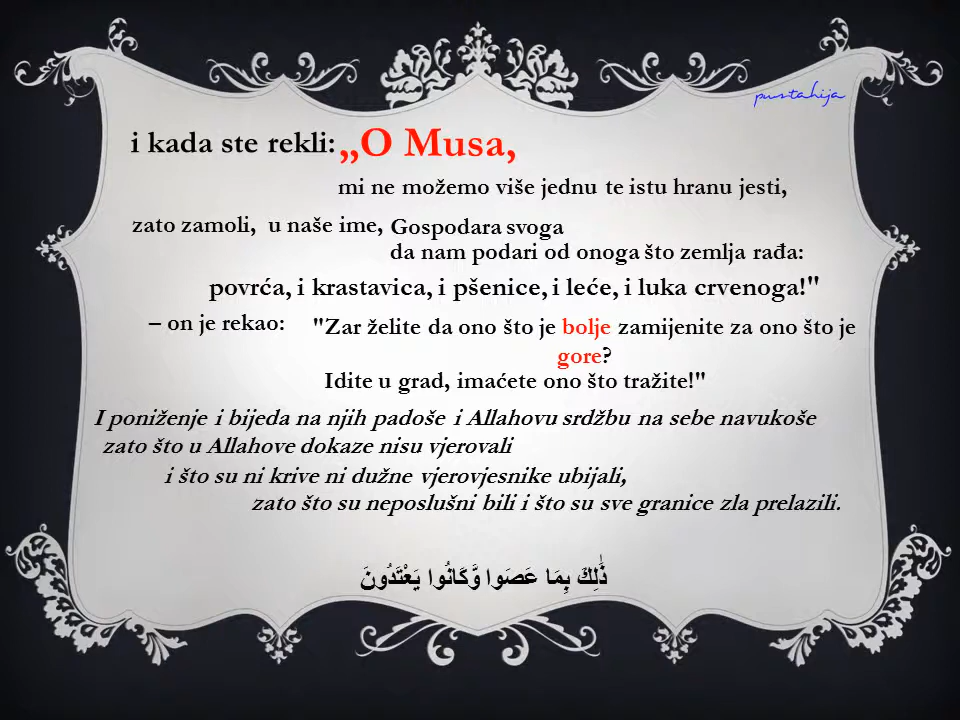 pustahija
i kada ste rekli: „O Musa,
mi ne možemo više jednu te istu hranu jesti,
zato zamoli, u naše ime, Gospodara svoga
da nam podari od onoga što zemlja rađa:
povrća, i krastavica, i pšenice, i leće, i luka crvenoga!"
– on je rekao: "Zar želite da ono što je bolje zamijenite za ono što je
gore?
Idite u grad, imaćete ono što tražite!"
I poniženje i bijeda na njih padoše i Allahovu srdžbu na sebe navukoše
zato što u Allahove dokaze nisu vjerovali
i što su ni krive ni dužne vjerovjesnike ubijali,
zato što su neposlušni bili i što su sve granice zla prelazili.
ذَٰلِكَ بِمَا عَصَوا وَّكَانُوا يَعْتَدُونَ